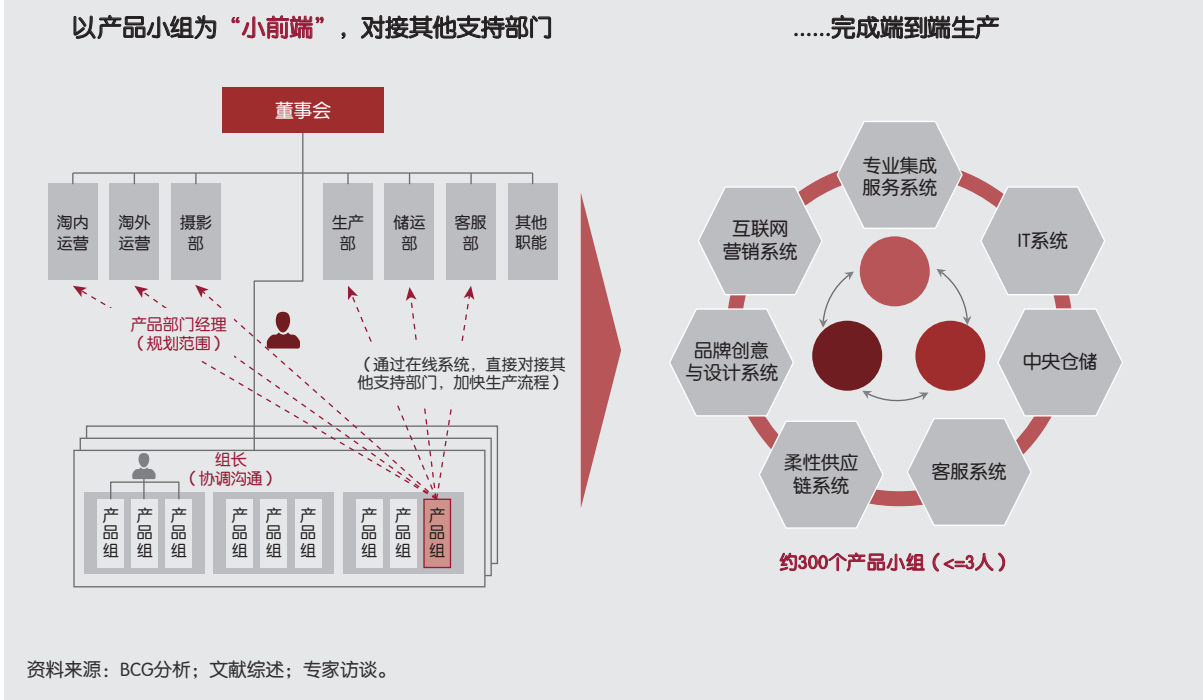 以产品小组为“小前端”，对接其他支持部门
……完成端到端生产
董事会
淘内
运营
淘外
运营
摄影
部
生产
部
储运
部
客服
部
其他
职能
产品部门经理
（规划范围）
（通过在线系统，直接对接其
他支持部门，加快生产流程）
组长
（协调沟通）
产品组
产品组
产品组
产品组
产品组
产品组
产品组
产品组
产品组
专业集成
服务系统
互联网
营销系统
IT系统
品牌创意
与设计系统
中央仓储
柔性供应
链系统
客服系统
约300个产品小组（<=3人）
资料来源：BCG分析；文献综述；专家访谈。